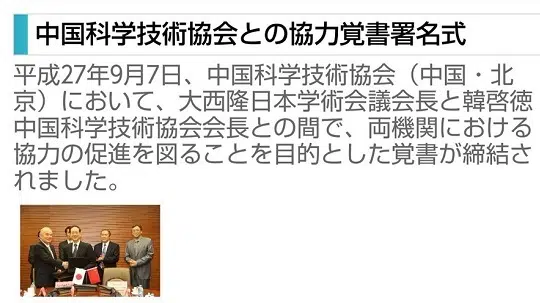 中国科学技術協会との協力覚書署名式
平成27年9月7日、中国科学技術協会（中国・北
京）において、大西隆日本学術会議会長と韓啓徳
中国科学技術協会会長との間で、両機関における
協力の促進を図ることを目的とした覚書が締結さ
れました。